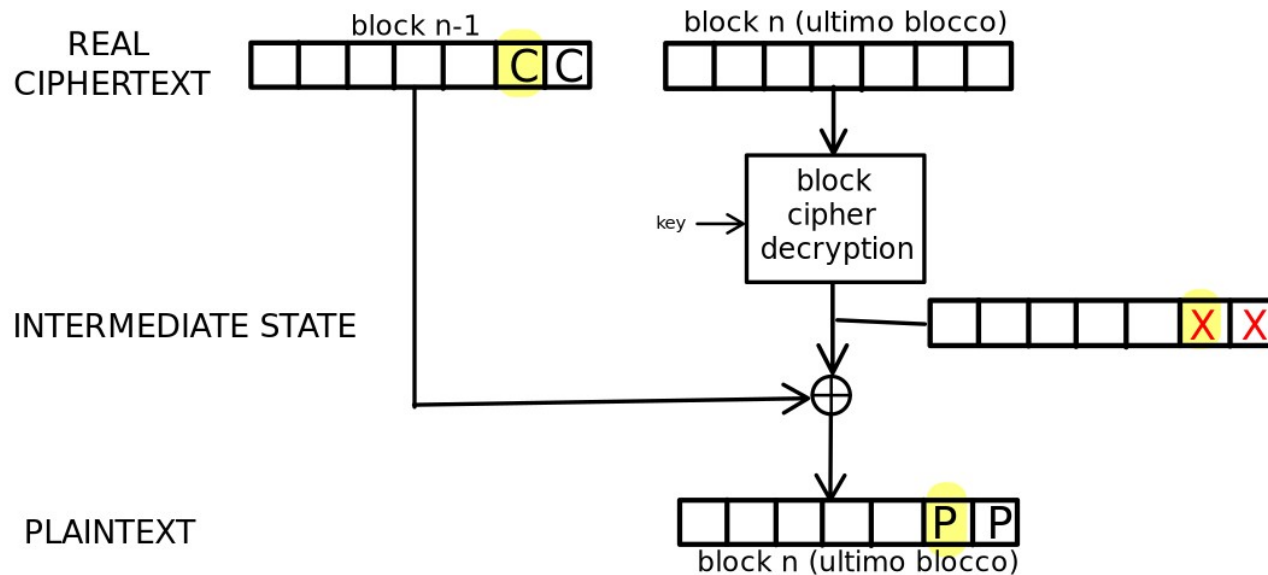 REAL
CIPHERTEXT
block n-1
block n (ultimo blocco)
C C
block
cipher
decryption
key
INTERMEDIATE STATE
X X
PLAINTEXT
P P
block n (ultimo blocco)